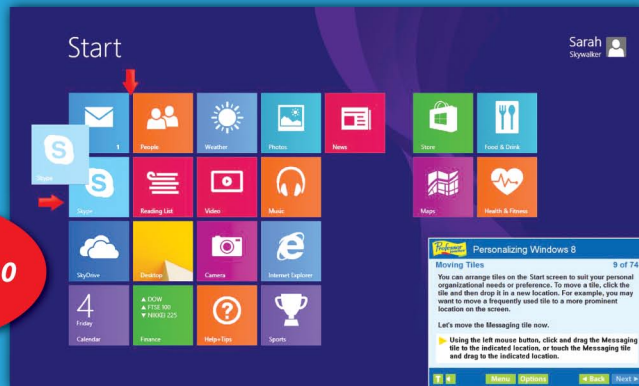 Start
Sarah
Skywalker
1
People
Weather
Photos
News
Store
Food & Drink
Skype
Skype
Reading List
Video
Music
Maps
Health & Fitness
SkyDrive
Desktop
Camera
Internet Explorer
4
Friday
Calendar
▲ DOW
▲ FTSE 100
▼ NIKKEI 225
Finance
Help+Tips
Sports
0
Professor
Personalizing Windows 8
Moving Tiles
9 of 74
You can arrange tiles on the Start screen to suit your personal
organizational needs or preference. To move a tile, click the
tile and then drop it in a new location. For example, you may
want to move a frequently used tile to a more prominent
location on the screen.
Let's move the Messaging tile now.
Using the left mouse button, click and drag the Messaging
tile to the indicated location, or touch the Messaging tile
and drag to the indicated location.
T
Menu
Options
Back
Next